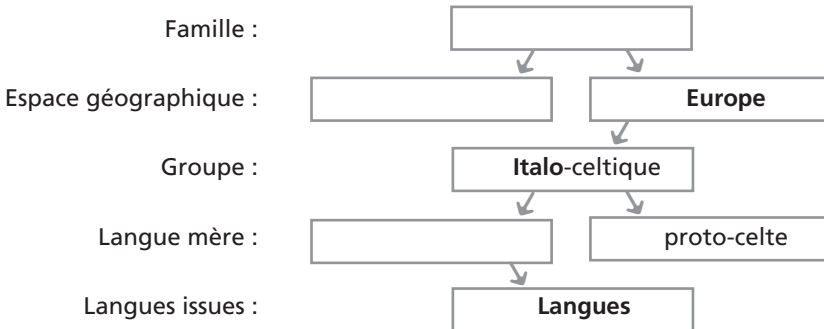 Famille :
Espace géographique :
Europe
Groupe :
Italo-celtique
Langue mère :
proto-celte
Langues issues :
Langues